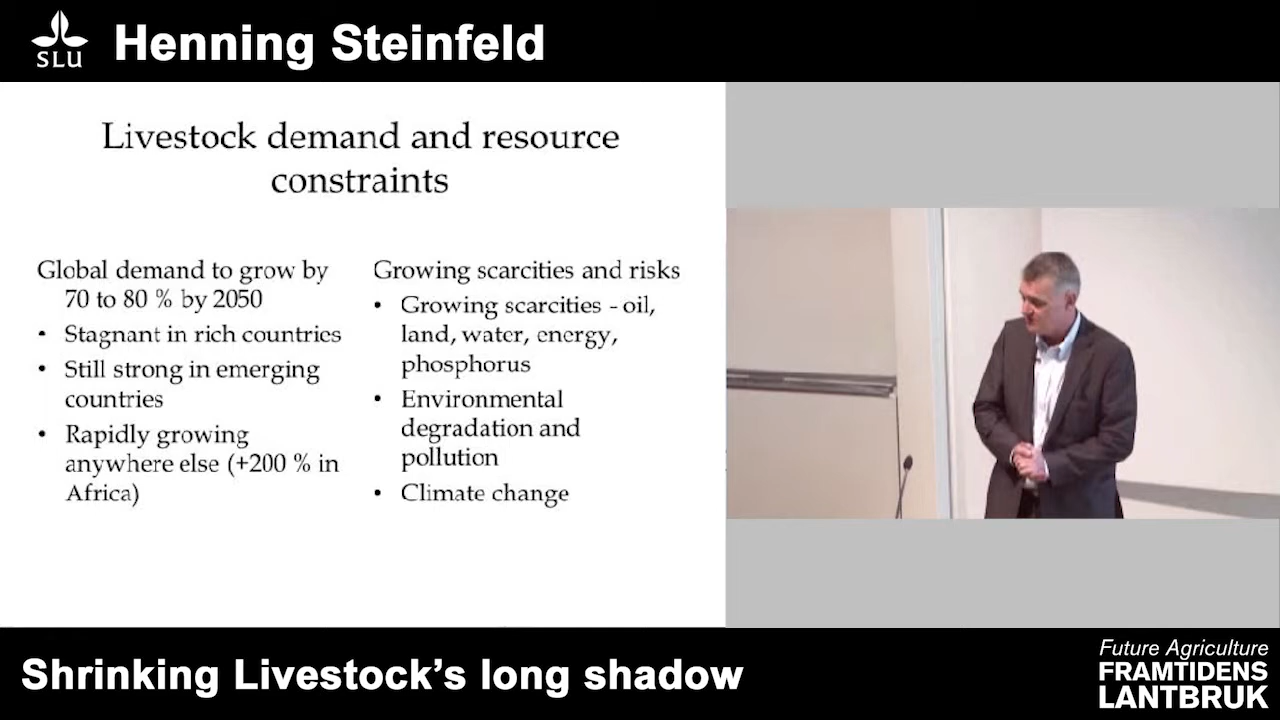 SLU
Henning Steinfeld
Livestock demand and resource
constraints
Global demand to grow by
70 to 80 % by 2050
• Stagnant in rich countries
• Still strong in emerging
countries
• Rapidly growing
anywhere else (+200 % in
Africa)
Growing scarcities and risks
• Growing scarcities - oil,
land, water, energy,
phosphorus
• Environmental
degradation and
pollution
• Climate change
Shrinking Livestock's long shadow
Future Agriculture
FRAMTIDENS
LANTBRUK